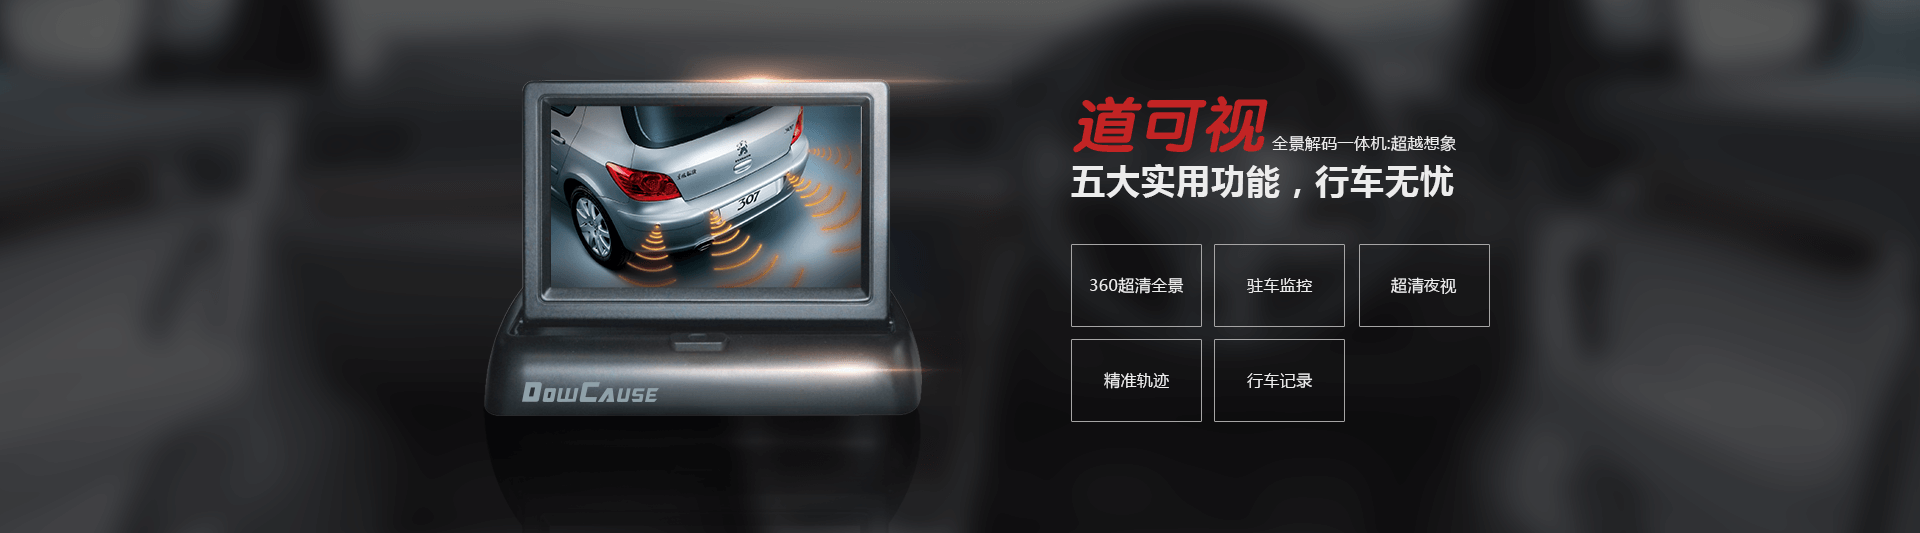 道可视 全景解码一体机:超越想象
五大实用功能，行车无忧
360超清全景 驻车监控 超清夜视
精准轨迹 行车记录
307
DOWCAUSE